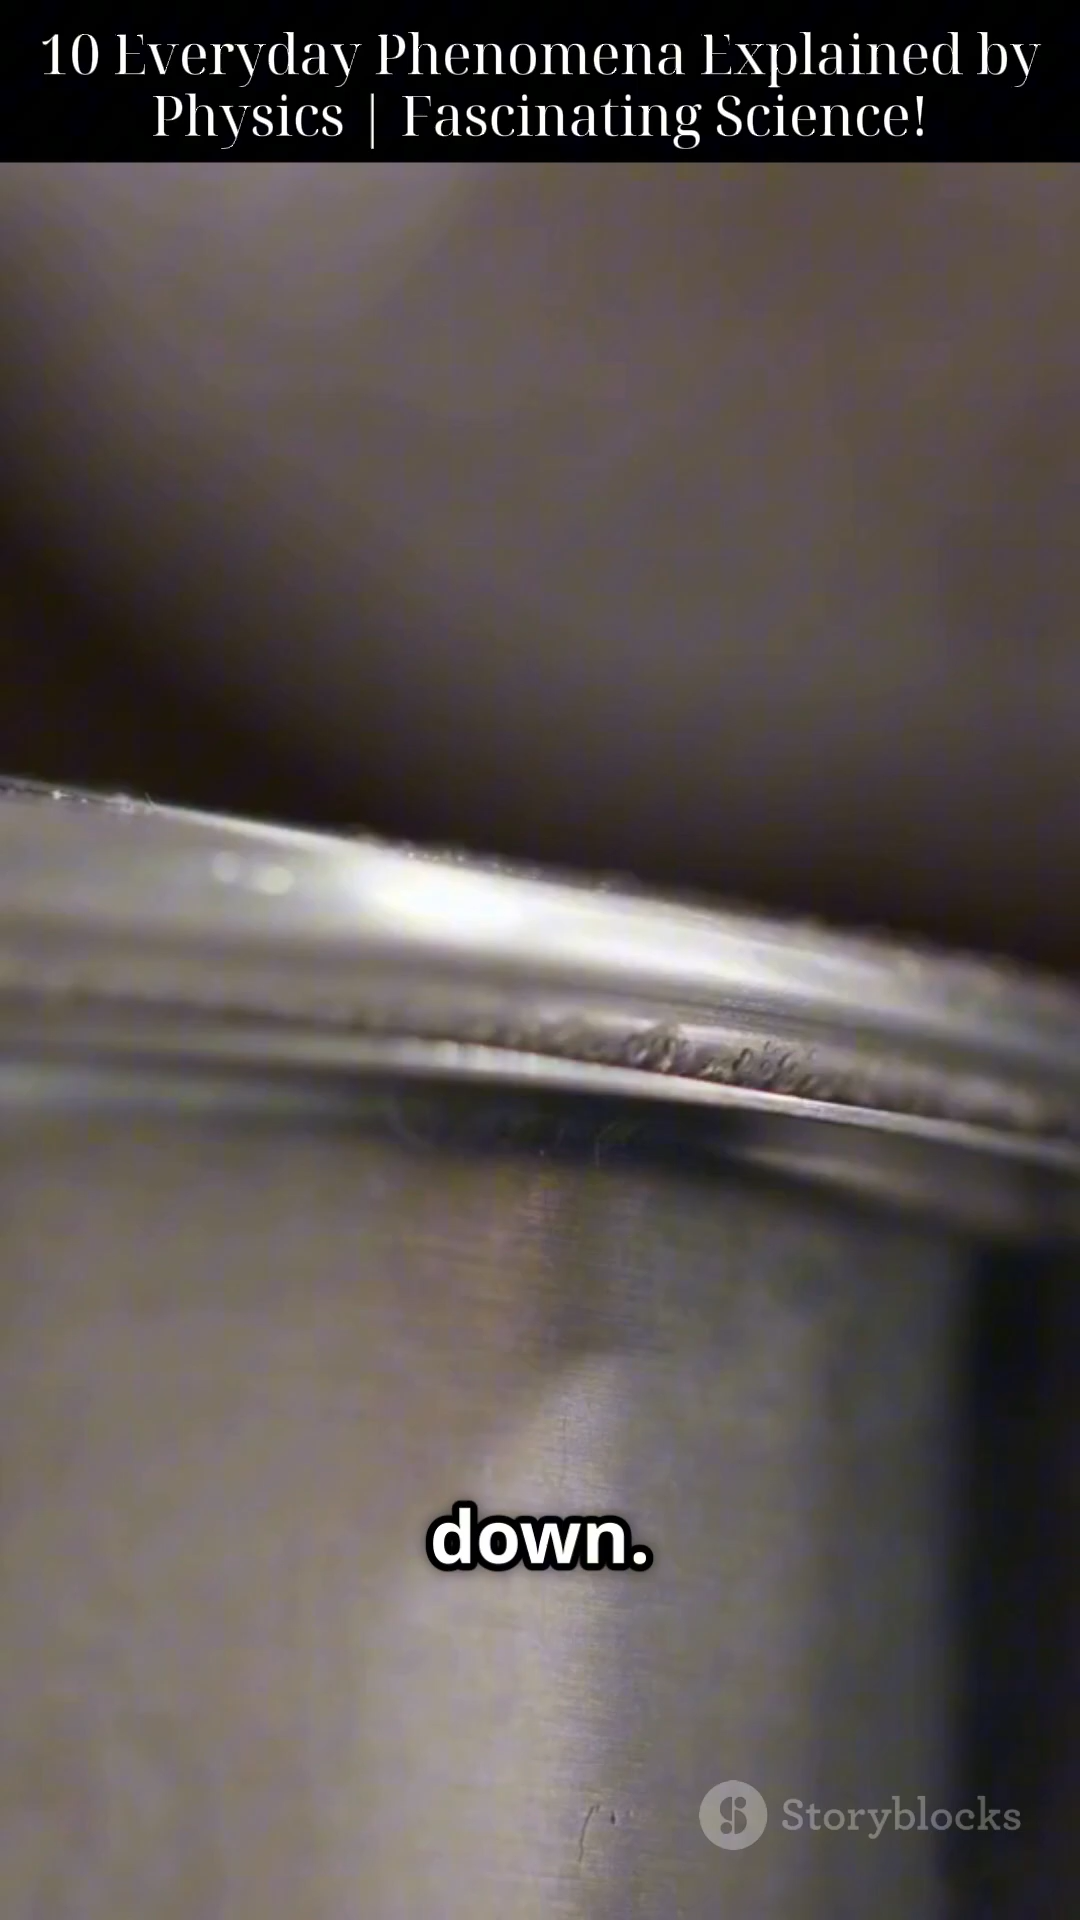 10 Everyday Phenomena Explained by
Physics | Fascinating Science!
down.
Storyblocks